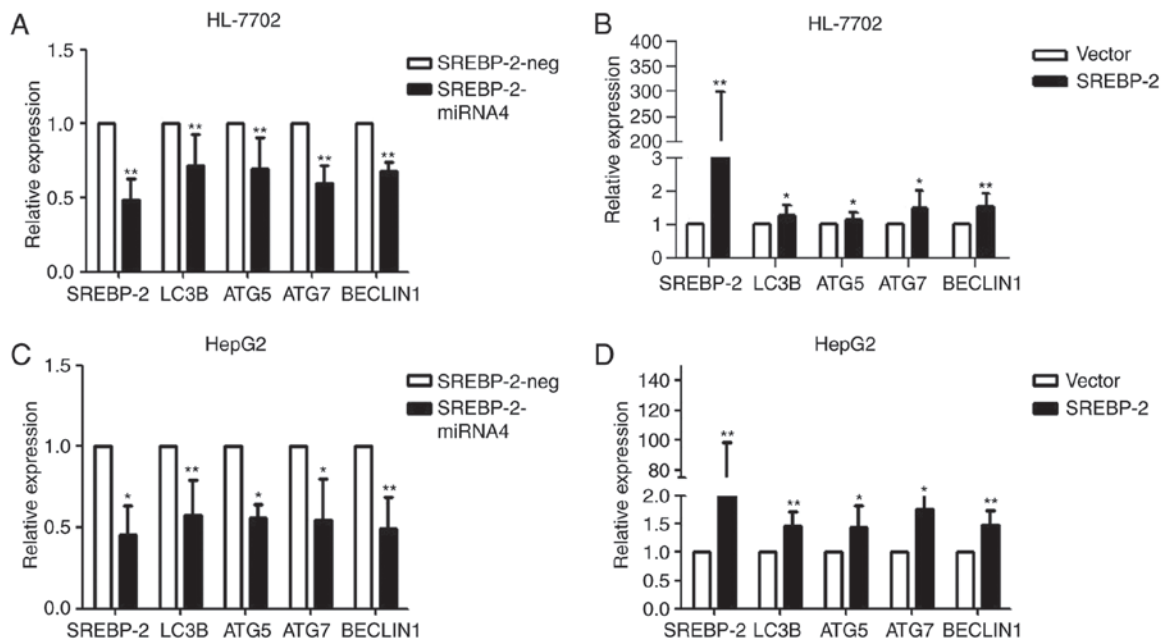 A
HL-7702
Relative expression
1.5
1.0
0.5
0.0
**
**
**
**
**
SREBP-2
LC3B
ATG5
ATG7
BECLIN1
SREBP-2-neg
SREBP-2-
miRNA4
B
HL-7702
Relative expression
400
350
300
250
200
3
2
1
0
**
*
*
*
**
SREBP-2
LC3B
ATG5
ATG7
BECLIN1
Vector
SREBP-2
C
HepG2
Relative expression
1.5
1.0
0.5
0.0
*
**
*
*
**
SREBP-2
LC3B
ATG5
ATG7
BECLIN1
SREBP-2-neg
SREBP-2-
miRNA4
D
HepG2
Relative expression
140
120
100
80
2.0
1.5
1.0
0.5
0.0
**
**
*
*
**
SREBP-2
LC3B
ATG5
ATG7
BECLIN1
Vector
SREBP-2